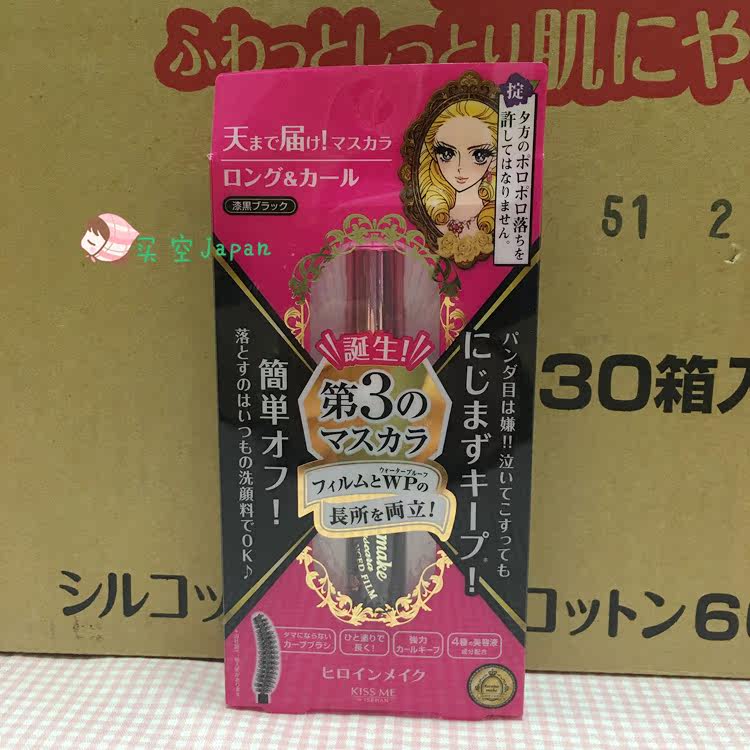 ふわっとしっとり肌にや
51 2
30箱入
シルコッ
コットン 6
买空Japan
天まで届け!マスカラ
ロング&カール
漆黒ブラック
掟
夕方のポロポロ落ちを
許してはなりません。
パンダ目は嫌!!泣いてこすっても
にじまずキープ!
誕生!
第3の
マスカラ
ウォータープルーフ
フィルムとWPの
長所を両立!
簡単オフ!
落とすのはいつもの洗顔料でOK♪
make
FILM
ダマにならない
カーブブラシ
ひと塗りで
長く!
強力
カールキープ
4種の美容液
成分配合
ヒロインメイク
KISS ME